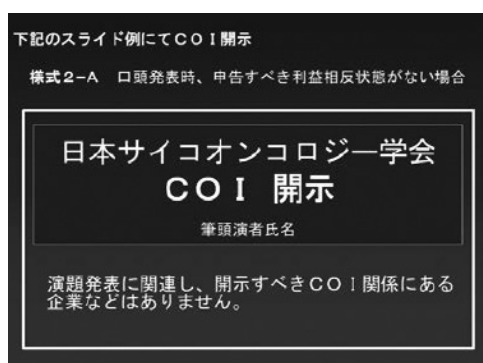 下記のスライド例にてCOI開示
様式2-A 口頭発表時、申告すべき利益相反状態がない場合
日本サイコオンコロジー学会
COI 開示
筆頭演者氏名
演題発表に関連し、開示すべきCOI関係にある
企業などはありません。